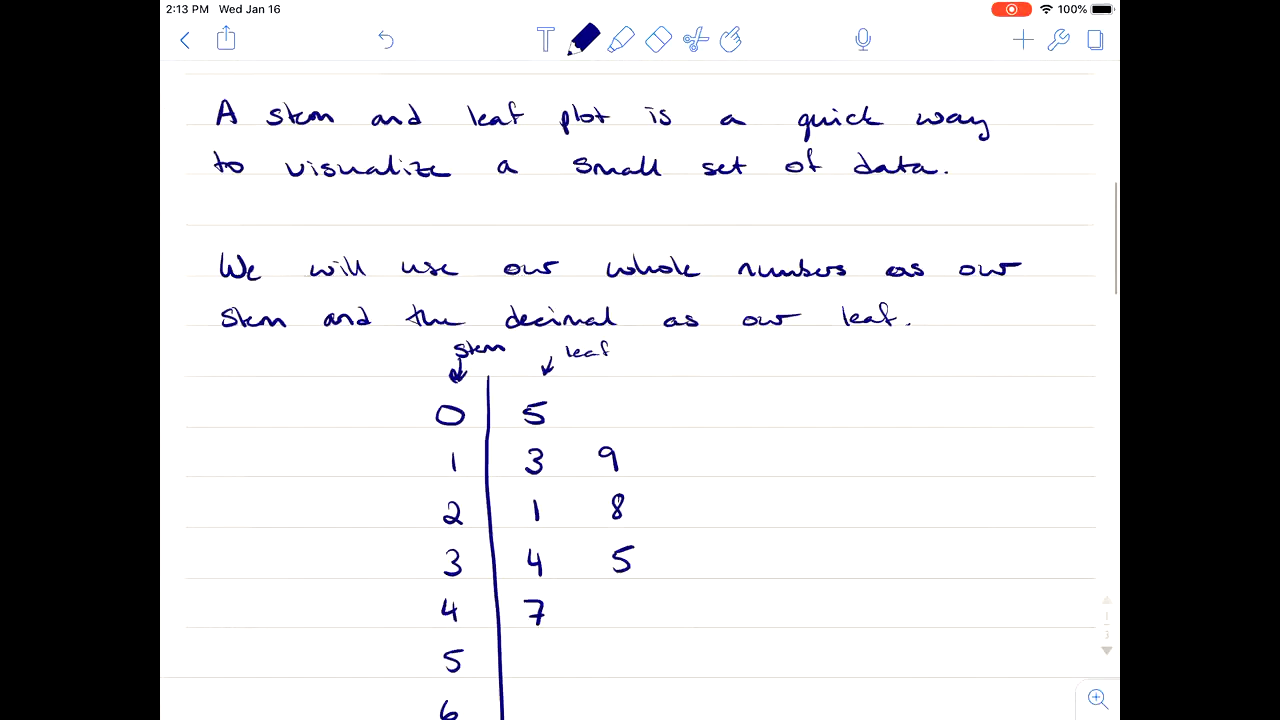 2:13 PM Wed Jan 16 100%
T
A stem and leaf plot is a quick way
to visualize a small set of data.
We will use our whole numbers as our
stem and the decimal as our leaf.
stem leaf
0 5
1 3 9
2 1 8
3 4 5
4 7
5
6
1
3